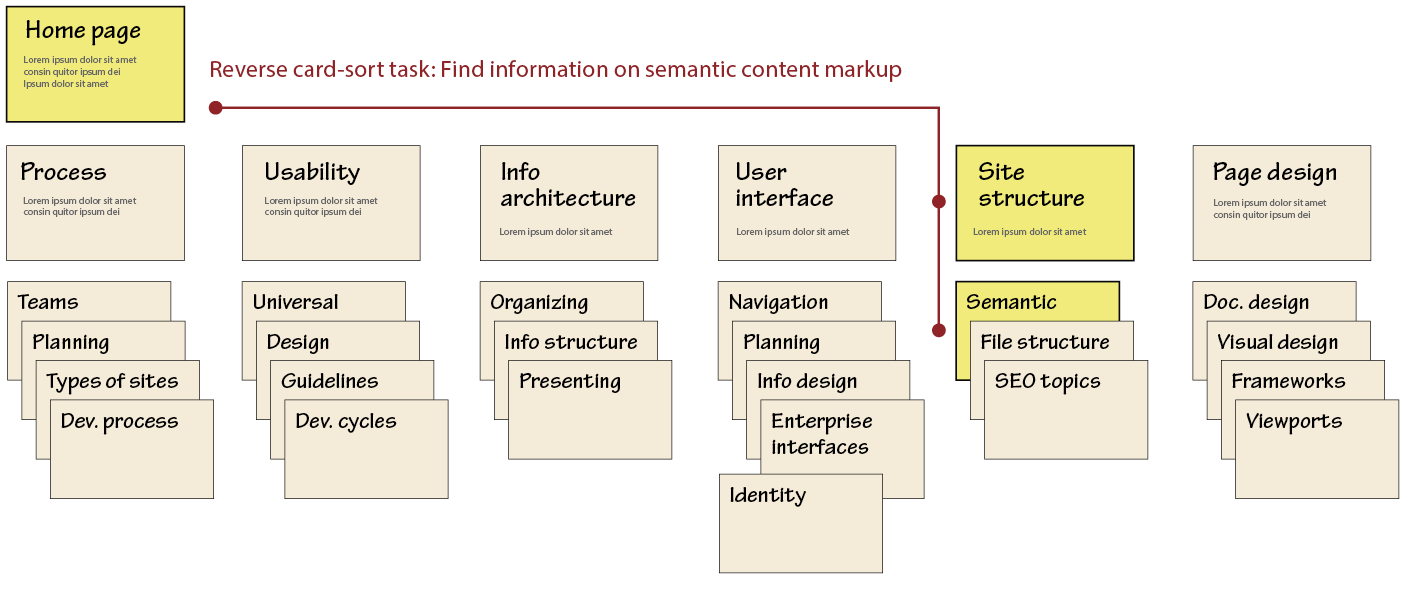 Home page
Lorem ipsum dolor sit amet
consin quitor ipsum dei
Ipsum dolor sit amet
Reverse card-sort task: Find information on semantic content markup
Process
Lorem ipsum dolor sit amet
consin quitor ipsum dei
Usability
Lorem ipsum dolor sit amet
consin quitor ipsum dei
Info
architecture
Lorem ipsum dolor sit amet
User
interface
Lorem ipsum dolor sit amet
Site
structure
Lorem ipsum dolor sit amet
Page design
Lorem ipsum dolor sit amet
consin quitor ipsum dei
Teams
Planning
Types of sites
Dev. process
Universal
Design
Guidelines
Dev. cycles
Organizing
Info structure
Presenting
Navigation
Planning
Info design
Enterprise
interfaces
Identity
Semantic
File structure
SEO topics
Doc. design
Visual design
Frameworks
Viewports